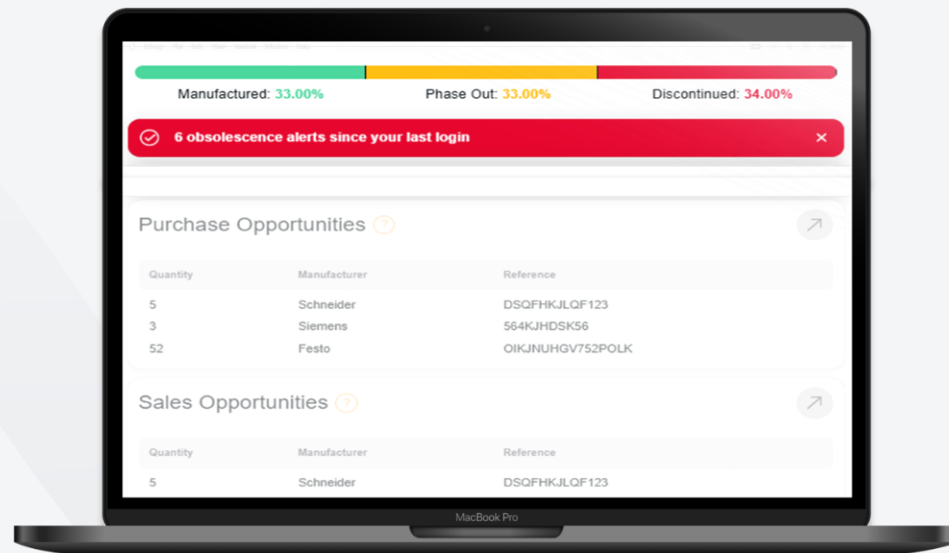 Manufactured: 33.00% Phase Out: 33.00% Discontinued: 34.00%
6 obsolescence alerts since your last login ×
Purchase Opportunities ?
Quantity Manufacturer Reference
5 Schneider DSQFHKJLQF123
3 Siemens 564KJHDSK56
52 Festo OIKJNUHGV752POLK
Sales Opportunities ?
Quantity Manufacturer Reference
5 Schneider DSQFHKJLQF123
MacBook Pro